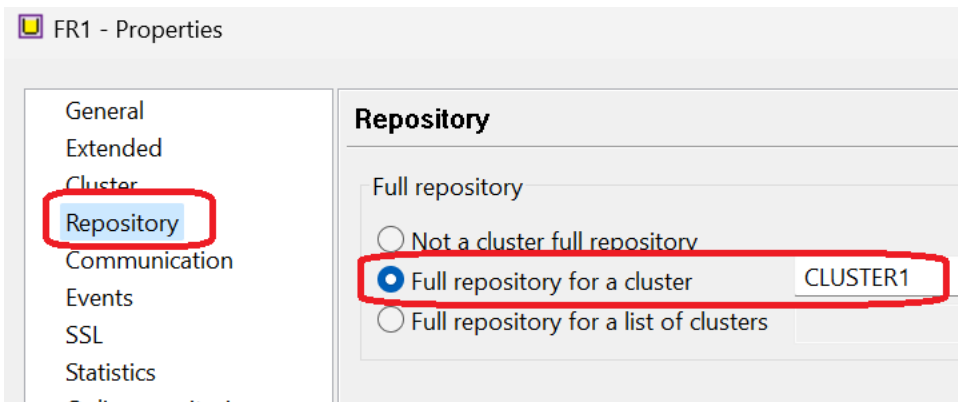 FR1 - Properties
General
Extended
Cluster
Repository
Communication
Events
SSL
Statistics
Repository
Full repository
Not a cluster full repository
Full repository for a cluster CLUSTER1
Full repository for a list of clusters